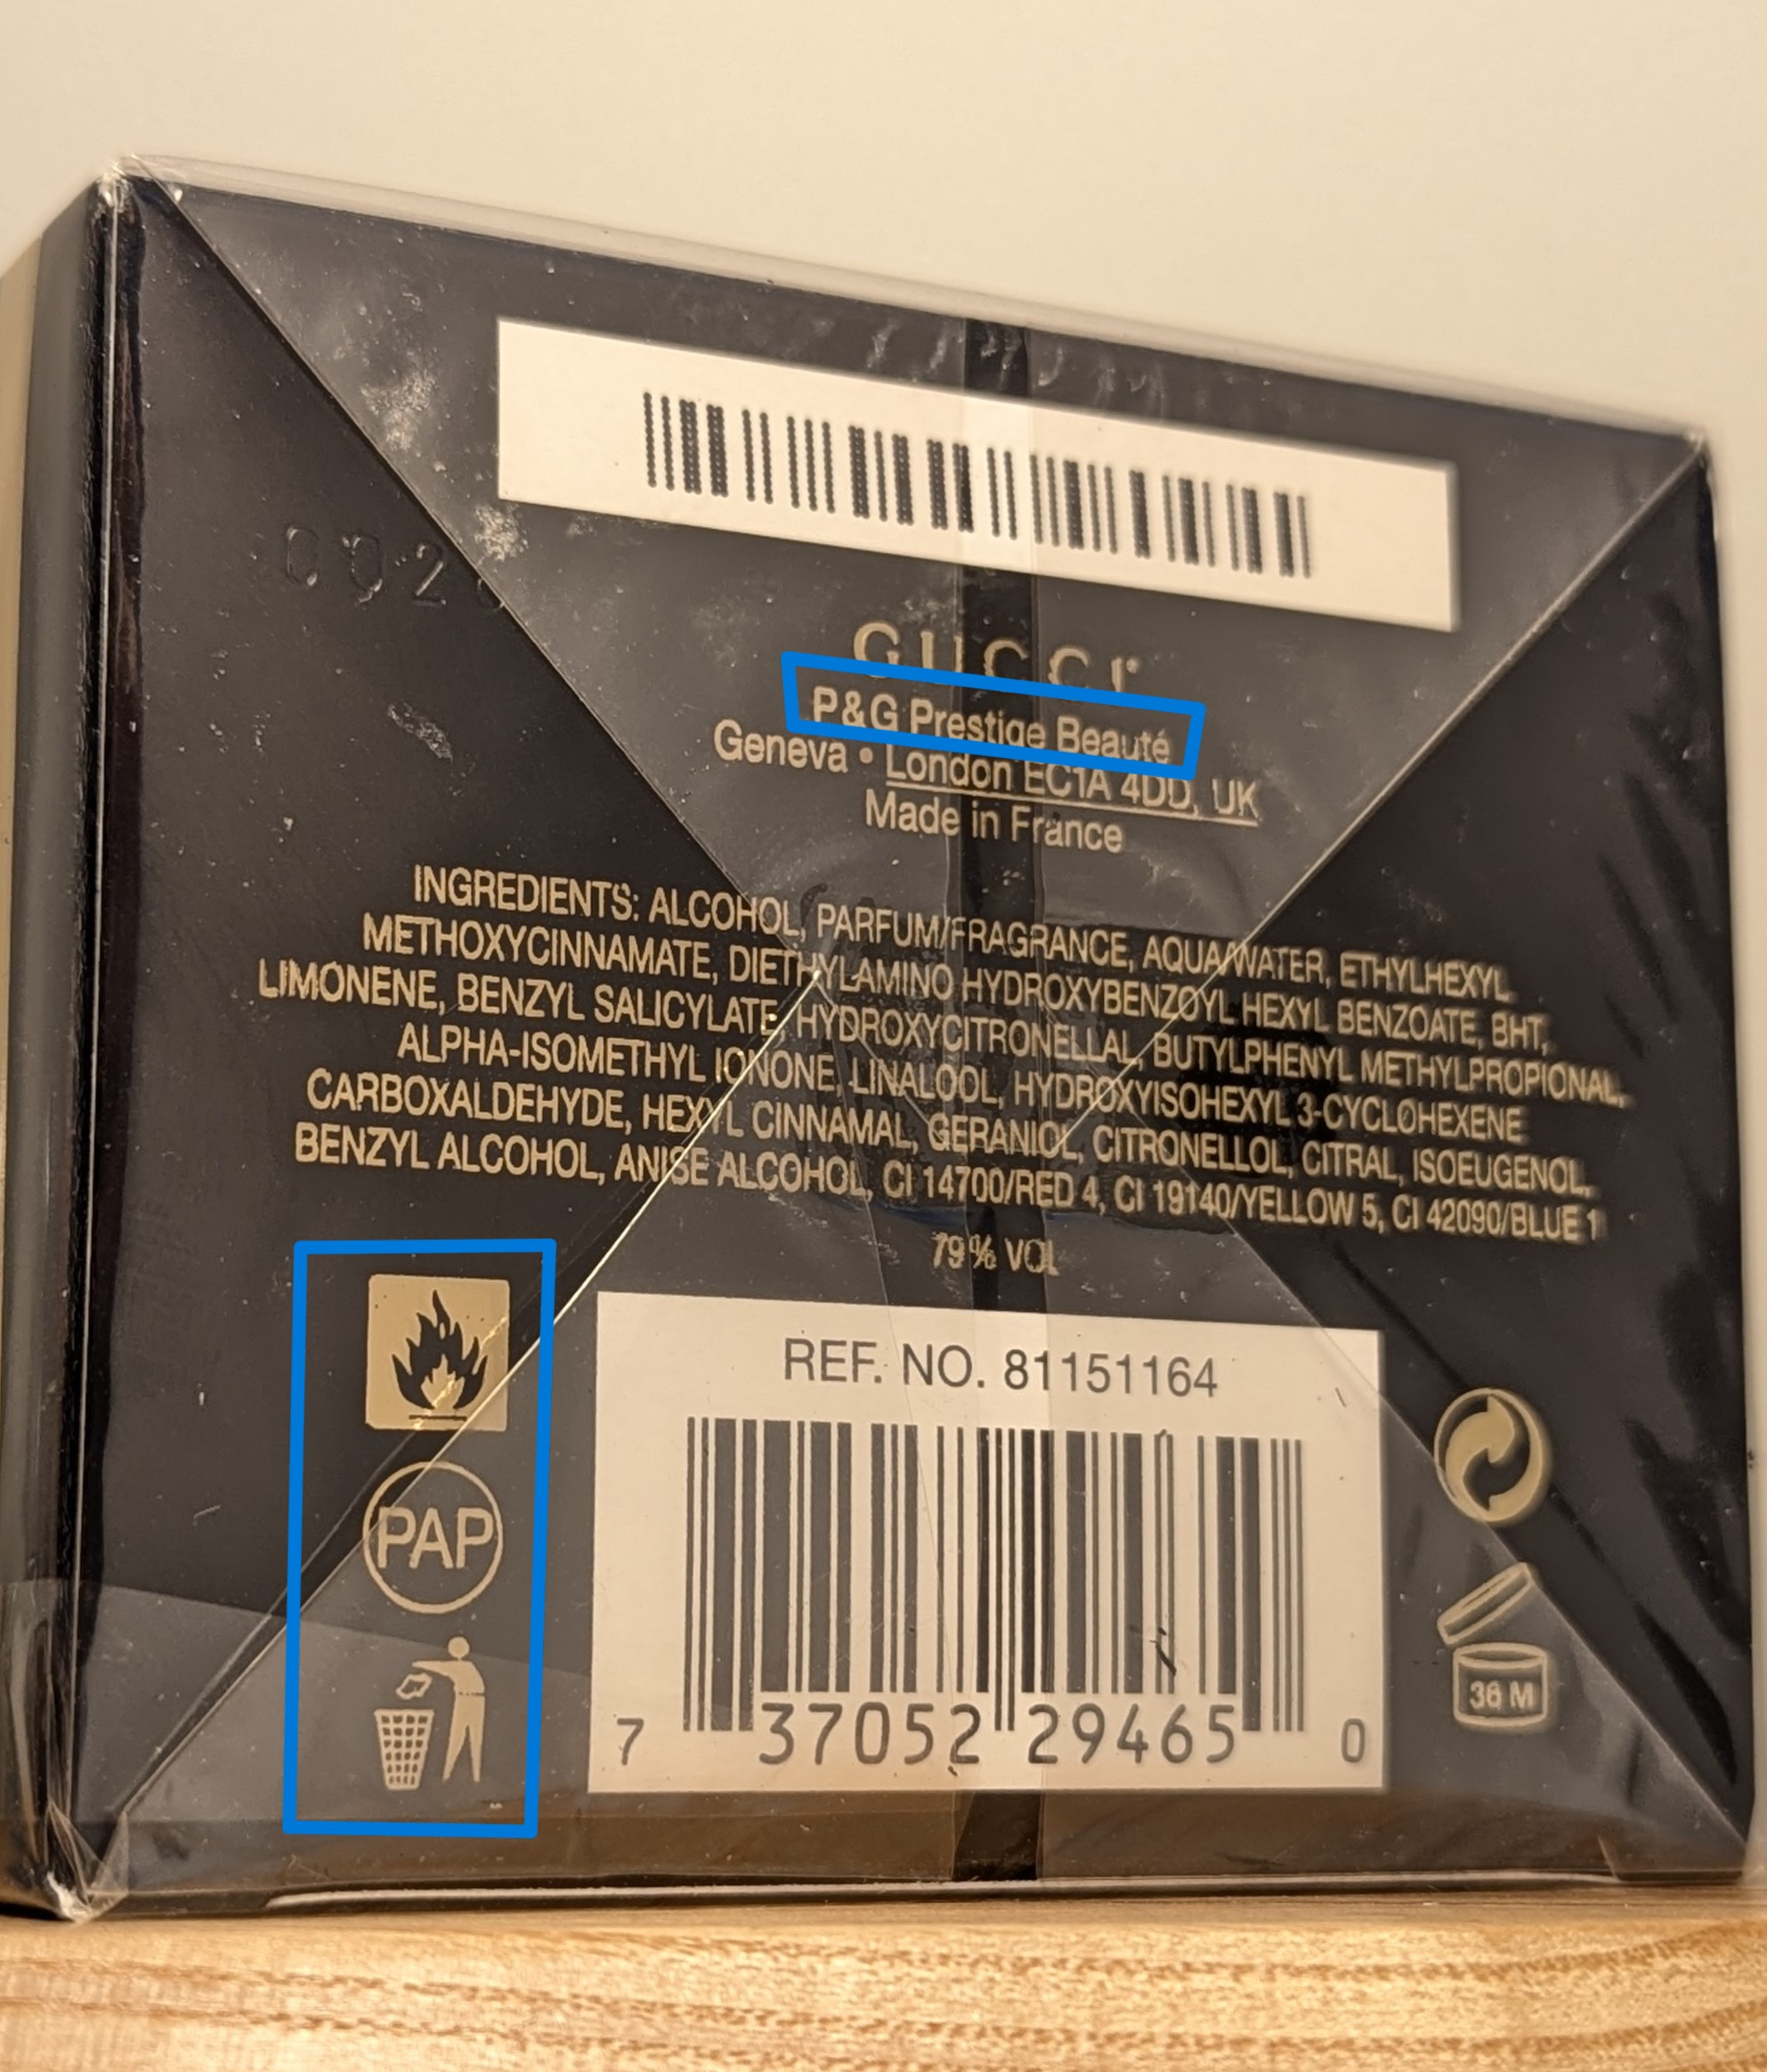 002
GUCCI
P&G Prestige Beauté
Geneva • London EC1A 4DD, UK
Made in France
INGREDIENTS: ALCOHOL, PARFUM/FRAGRANCE, AQUA/WATER, ETHYLHEXYL
METHOXYCINNAMATE, DIETHYLAMINO HYDROXYBENZOYL HEXYL BENZOATE, BHT,
LIMONENE, BENZYL SALICYLATE, HYDROXYCITRONELLAL, BUTYLPHENYL METHYLPROPIONAL,
ALPHA-ISOMETHYL IONONE, LINALOOL, HYDROXYISOHEXYL 3-CYCLOHEXENE
CARBOXALDEHYDE, HEXYL CINNAMAL, GERANIOL, CITRONELLOL, CITRAL, ISOEUGENOL,
BENZYL ALCOHOL, ANISE ALCOHOL, CI 14700/RED 4, CI 19140/YELLOW 5, CI 42090/BLUE 1
79% VOL
REF. NO. 81151164
PAP
36 M
7 37052 29465 0